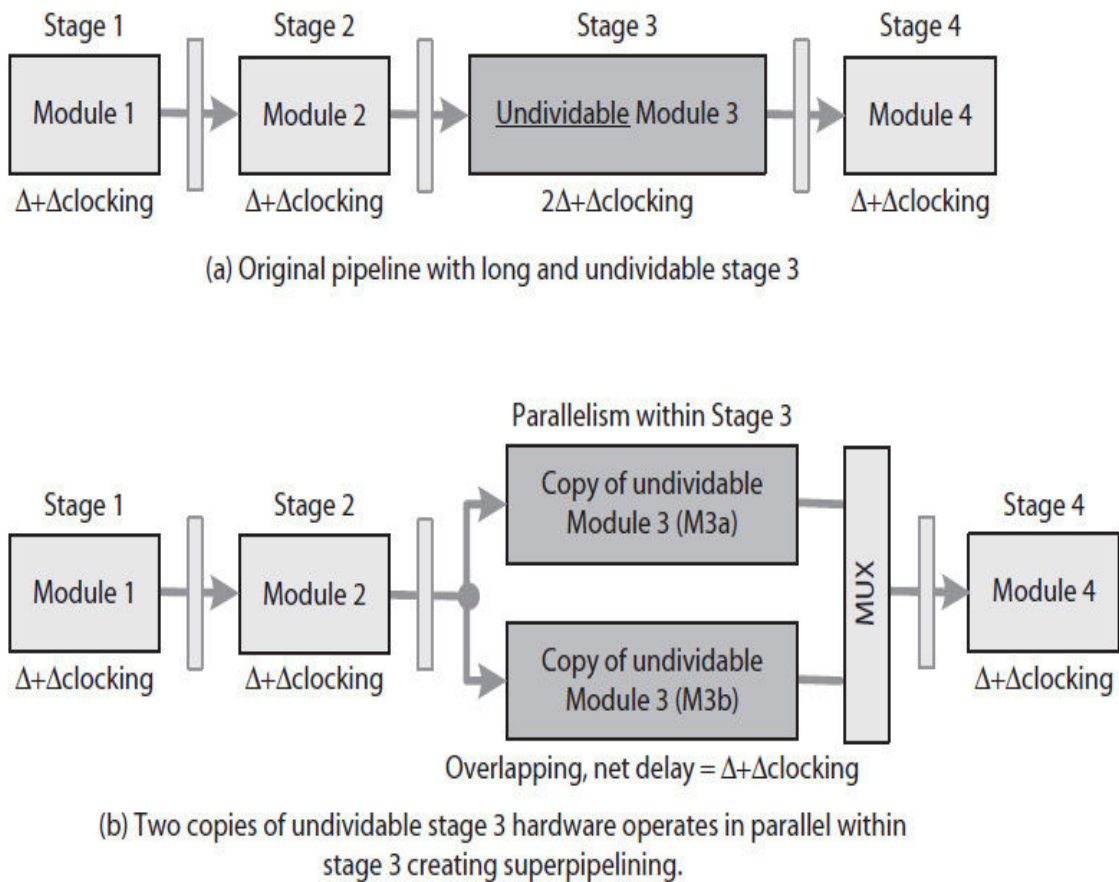 Stage 1
Stage 2
Stage 3
Stage 4
Module 1
Module 2
Undividable Module 3
Module 4
Δ+Δclocking
Δ+Δclocking
2Δ+Δclocking
Δ+Δclocking
(a) Original pipeline with long and undividable stage 3
Parallelism within Stage 3
Stage 1
Stage 2
Copy of undividable
Module 3 (M3a)
Stage 4
Module 1
Module 2
MUX
Module 4
Copy of undividable
Module 3 (M3b)
Δ+Δclocking
Δ+Δclocking
Δ+Δclocking
Overlapping, net delay = Δ+Δclocking
(b) Two copies of undividable stage 3 hardware operates in parallel within
stage 3 creating superpipelining.